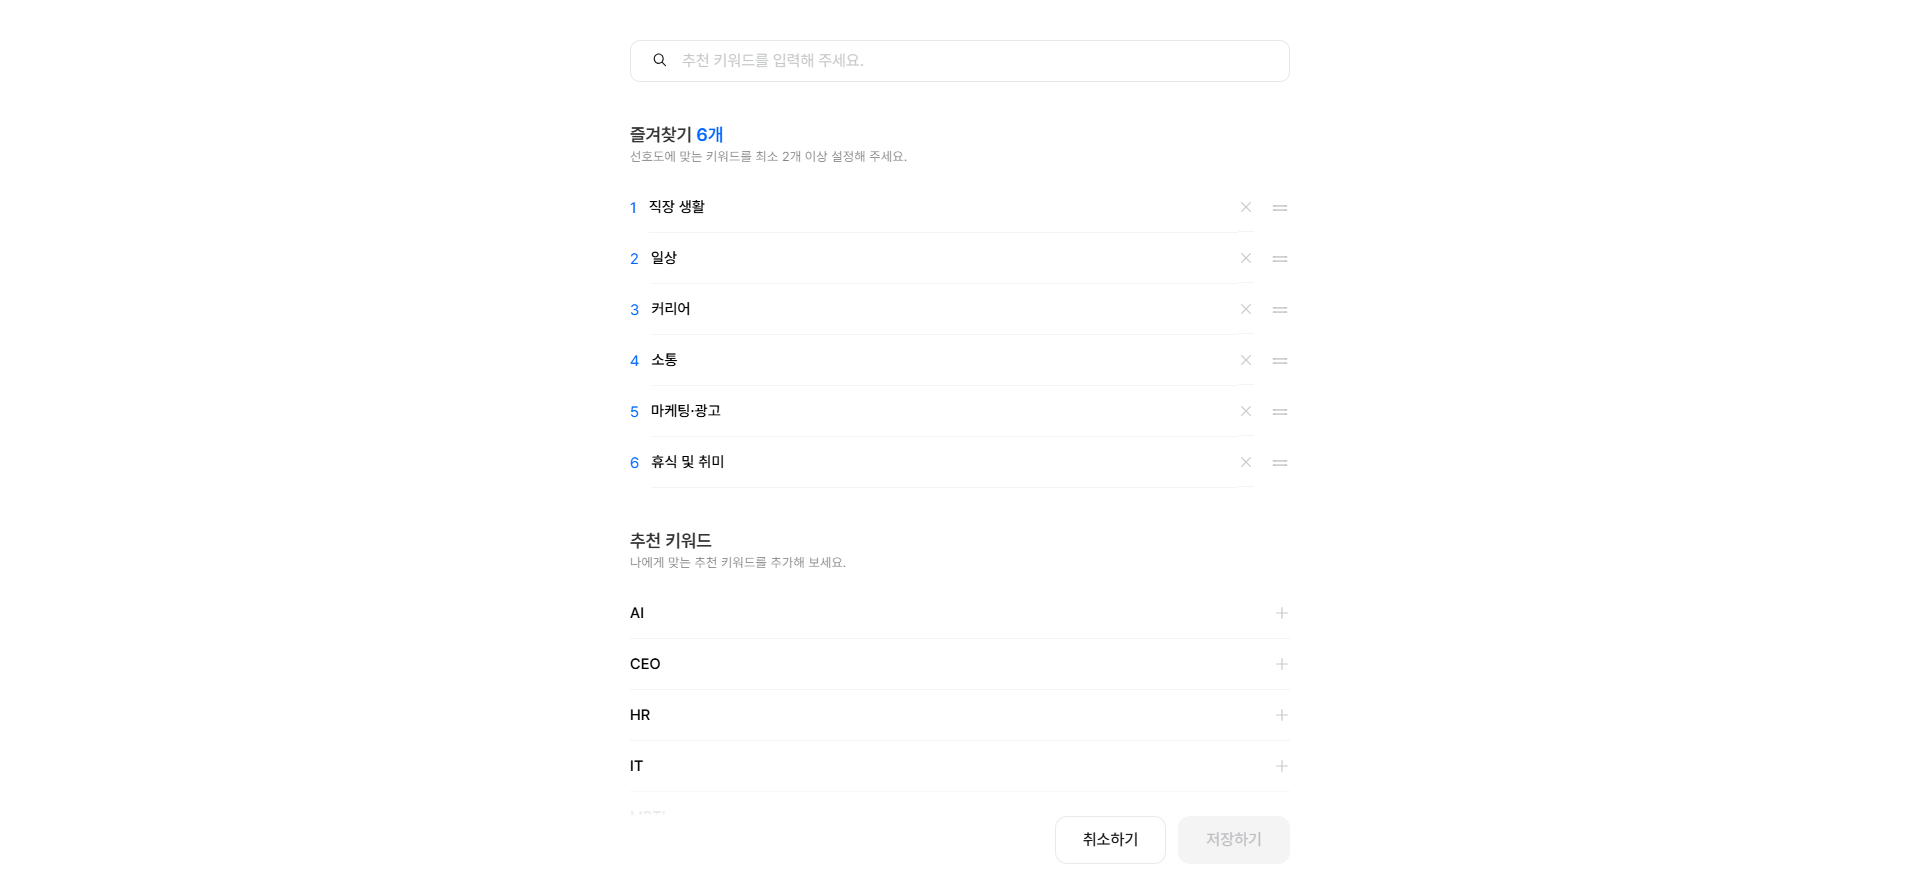 추천 키워드를 입력해 주세요.
즐겨찾기 6개
선호도에 맞는 키워드를 최소 2개 이상 설정해 주세요.
1 직장 생활
2 일상
3 커리어
4 소통
5 마케팅·광고
6 휴식 및 취미
추천 키워드
나에게 맞는 추천 키워드를 추가해 보세요.
AI
CEO
HR
IT
취소하기 저장하기